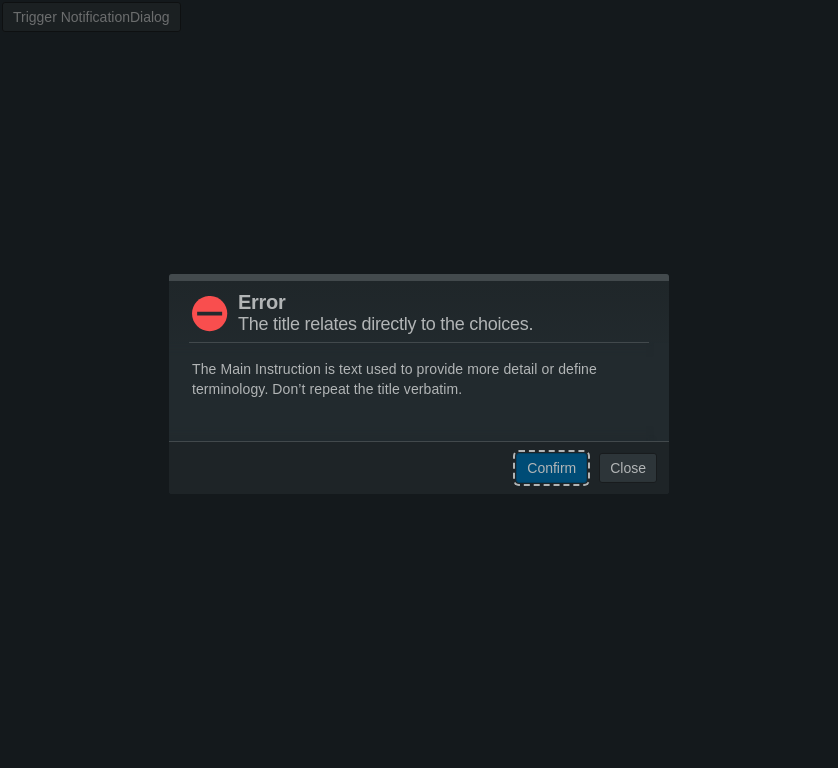 Trigger NotificationDialog
Error
The title relates directly to the choices.
The Main Instruction is text used to provide more detail or define
terminology. Don’t repeat the title verbatim.
Confirm
Close